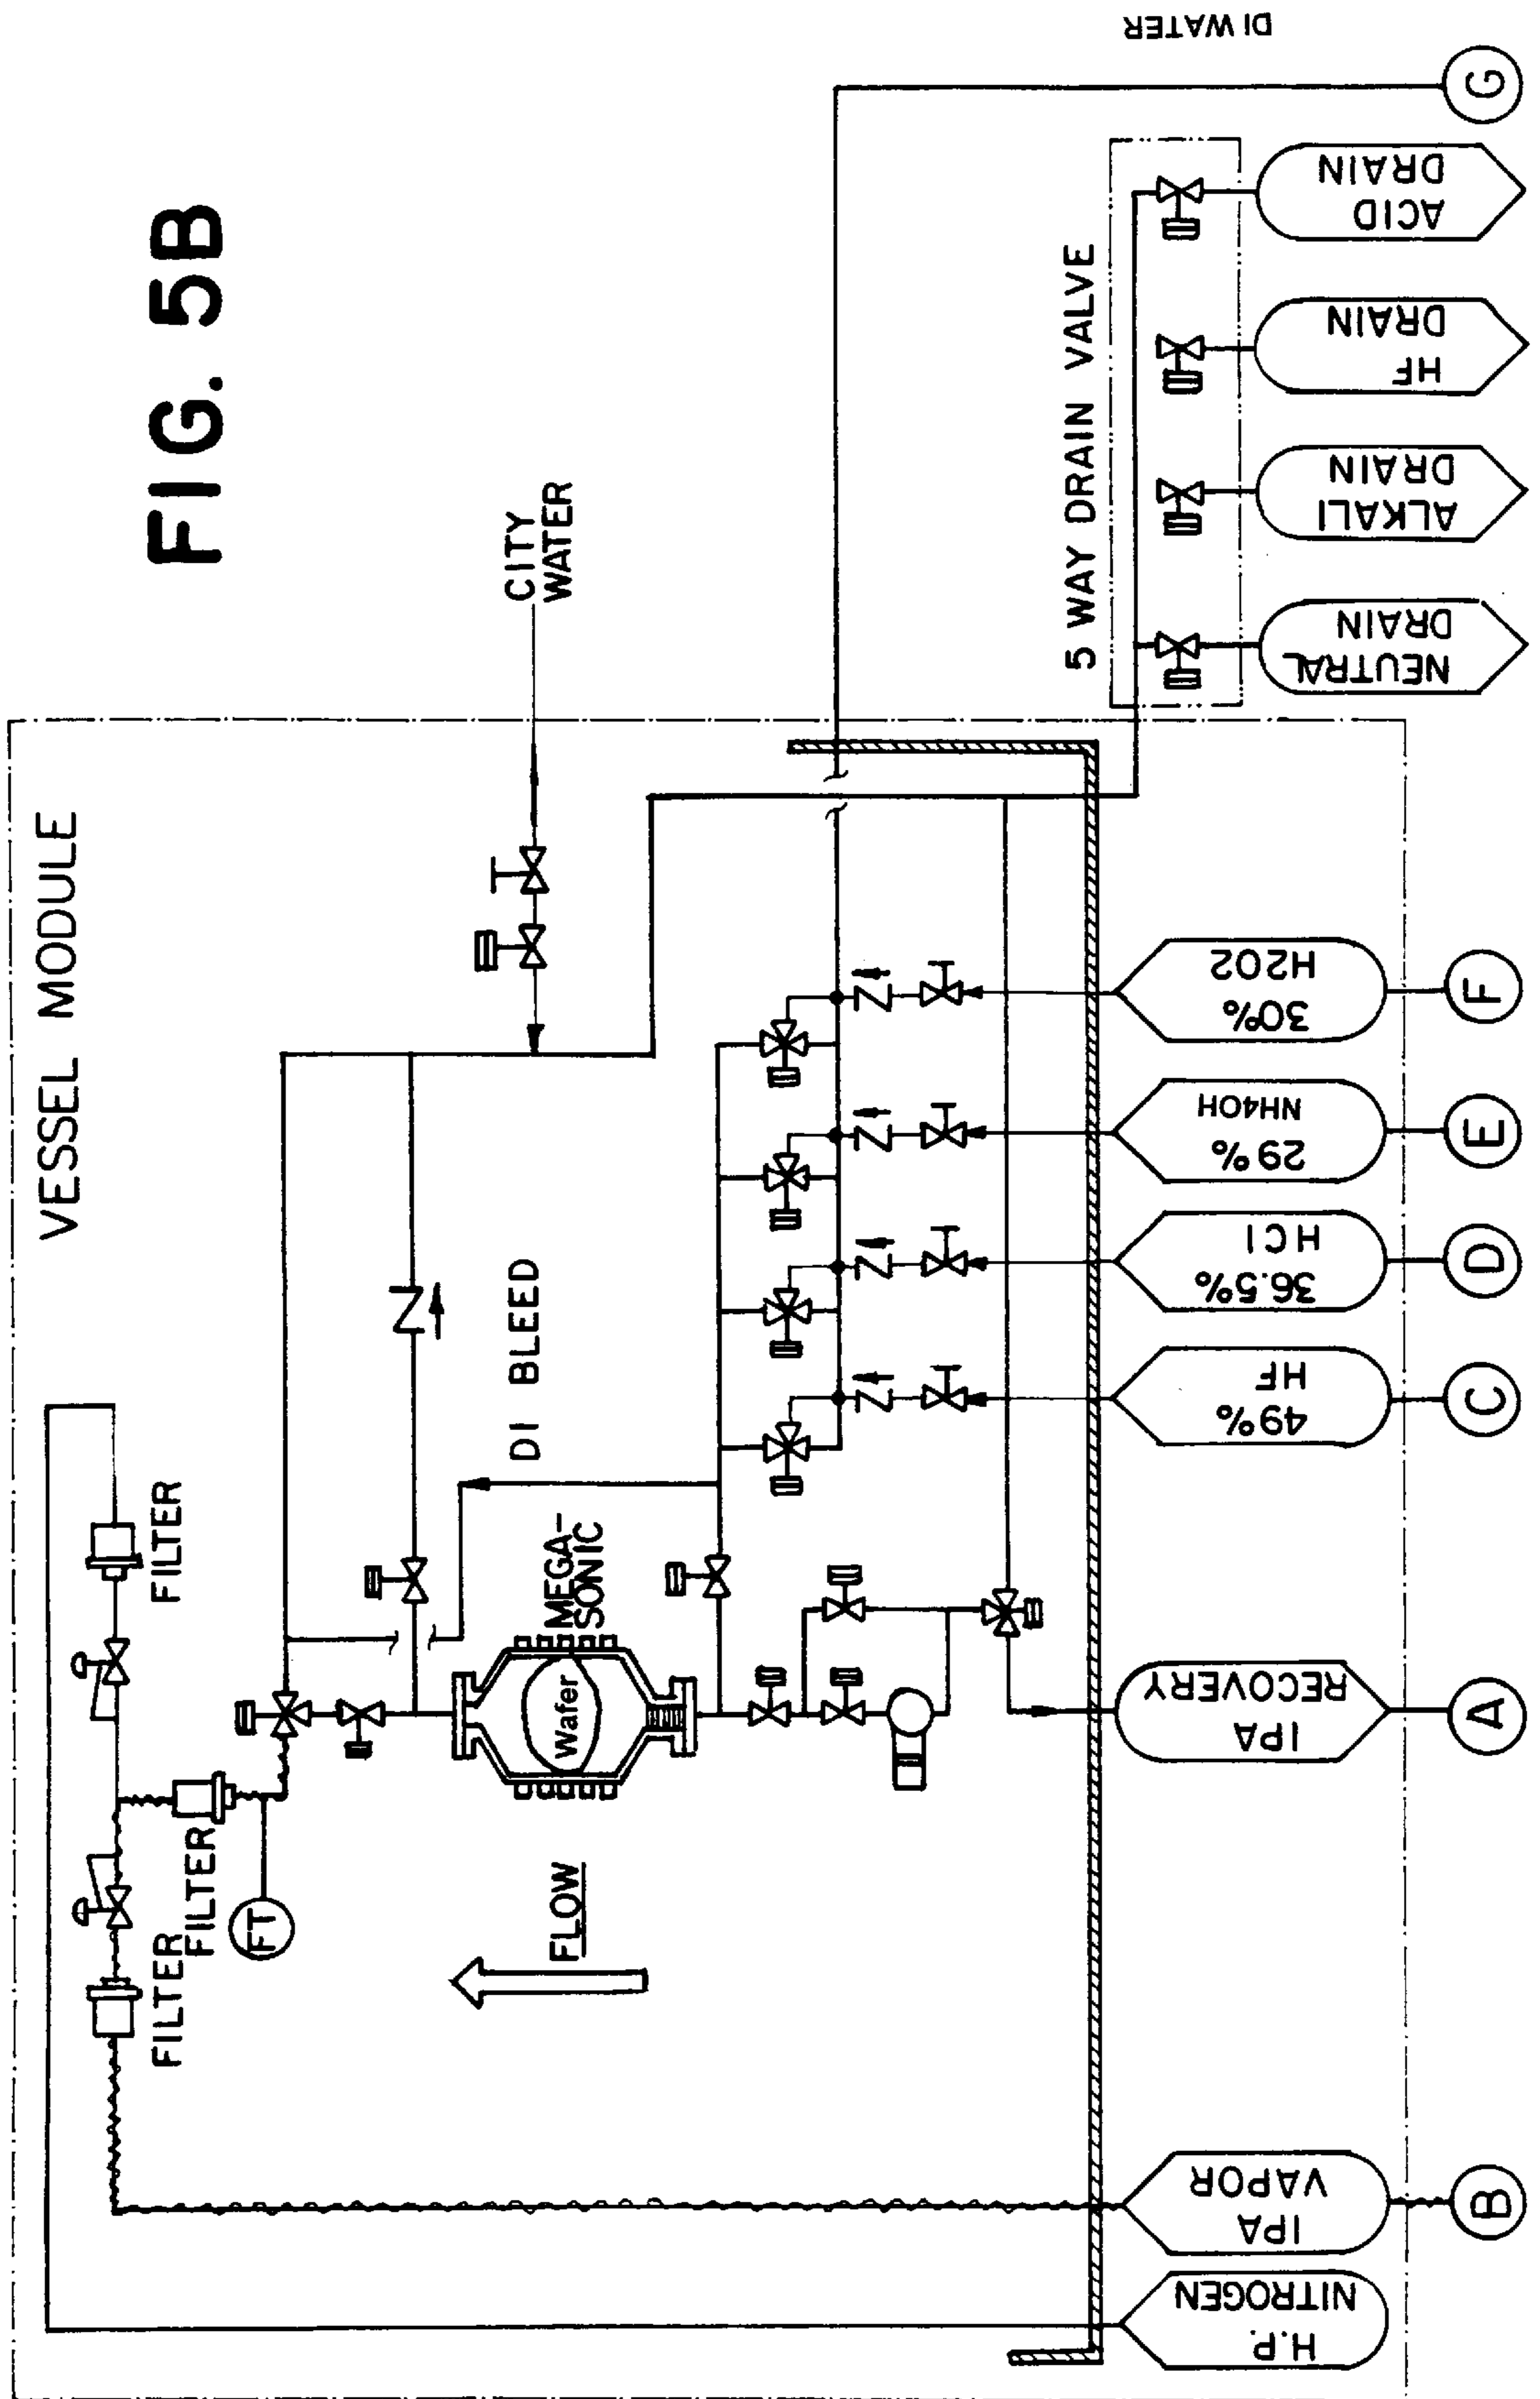 FIG. 5B
VESSEL MODULE
CITY
WATER
DI BLEED
FILTER
FILTER
FILTER
FT
MEGA-
SONIC
Wafer
FLOW
5 WAY DRAIN VALVE
DI WATER
NEUTRAL
DRAIN
ALKALI
DRAIN
HF
DRAIN
ACID
DRAIN
H.P.
NITROGEN
IPA
VAPOR
IPA
RECOVERY
49%
HF
36.5%
HCl
29%
NH4OH
30%
H2O2
B
A
C
D
E
F
G